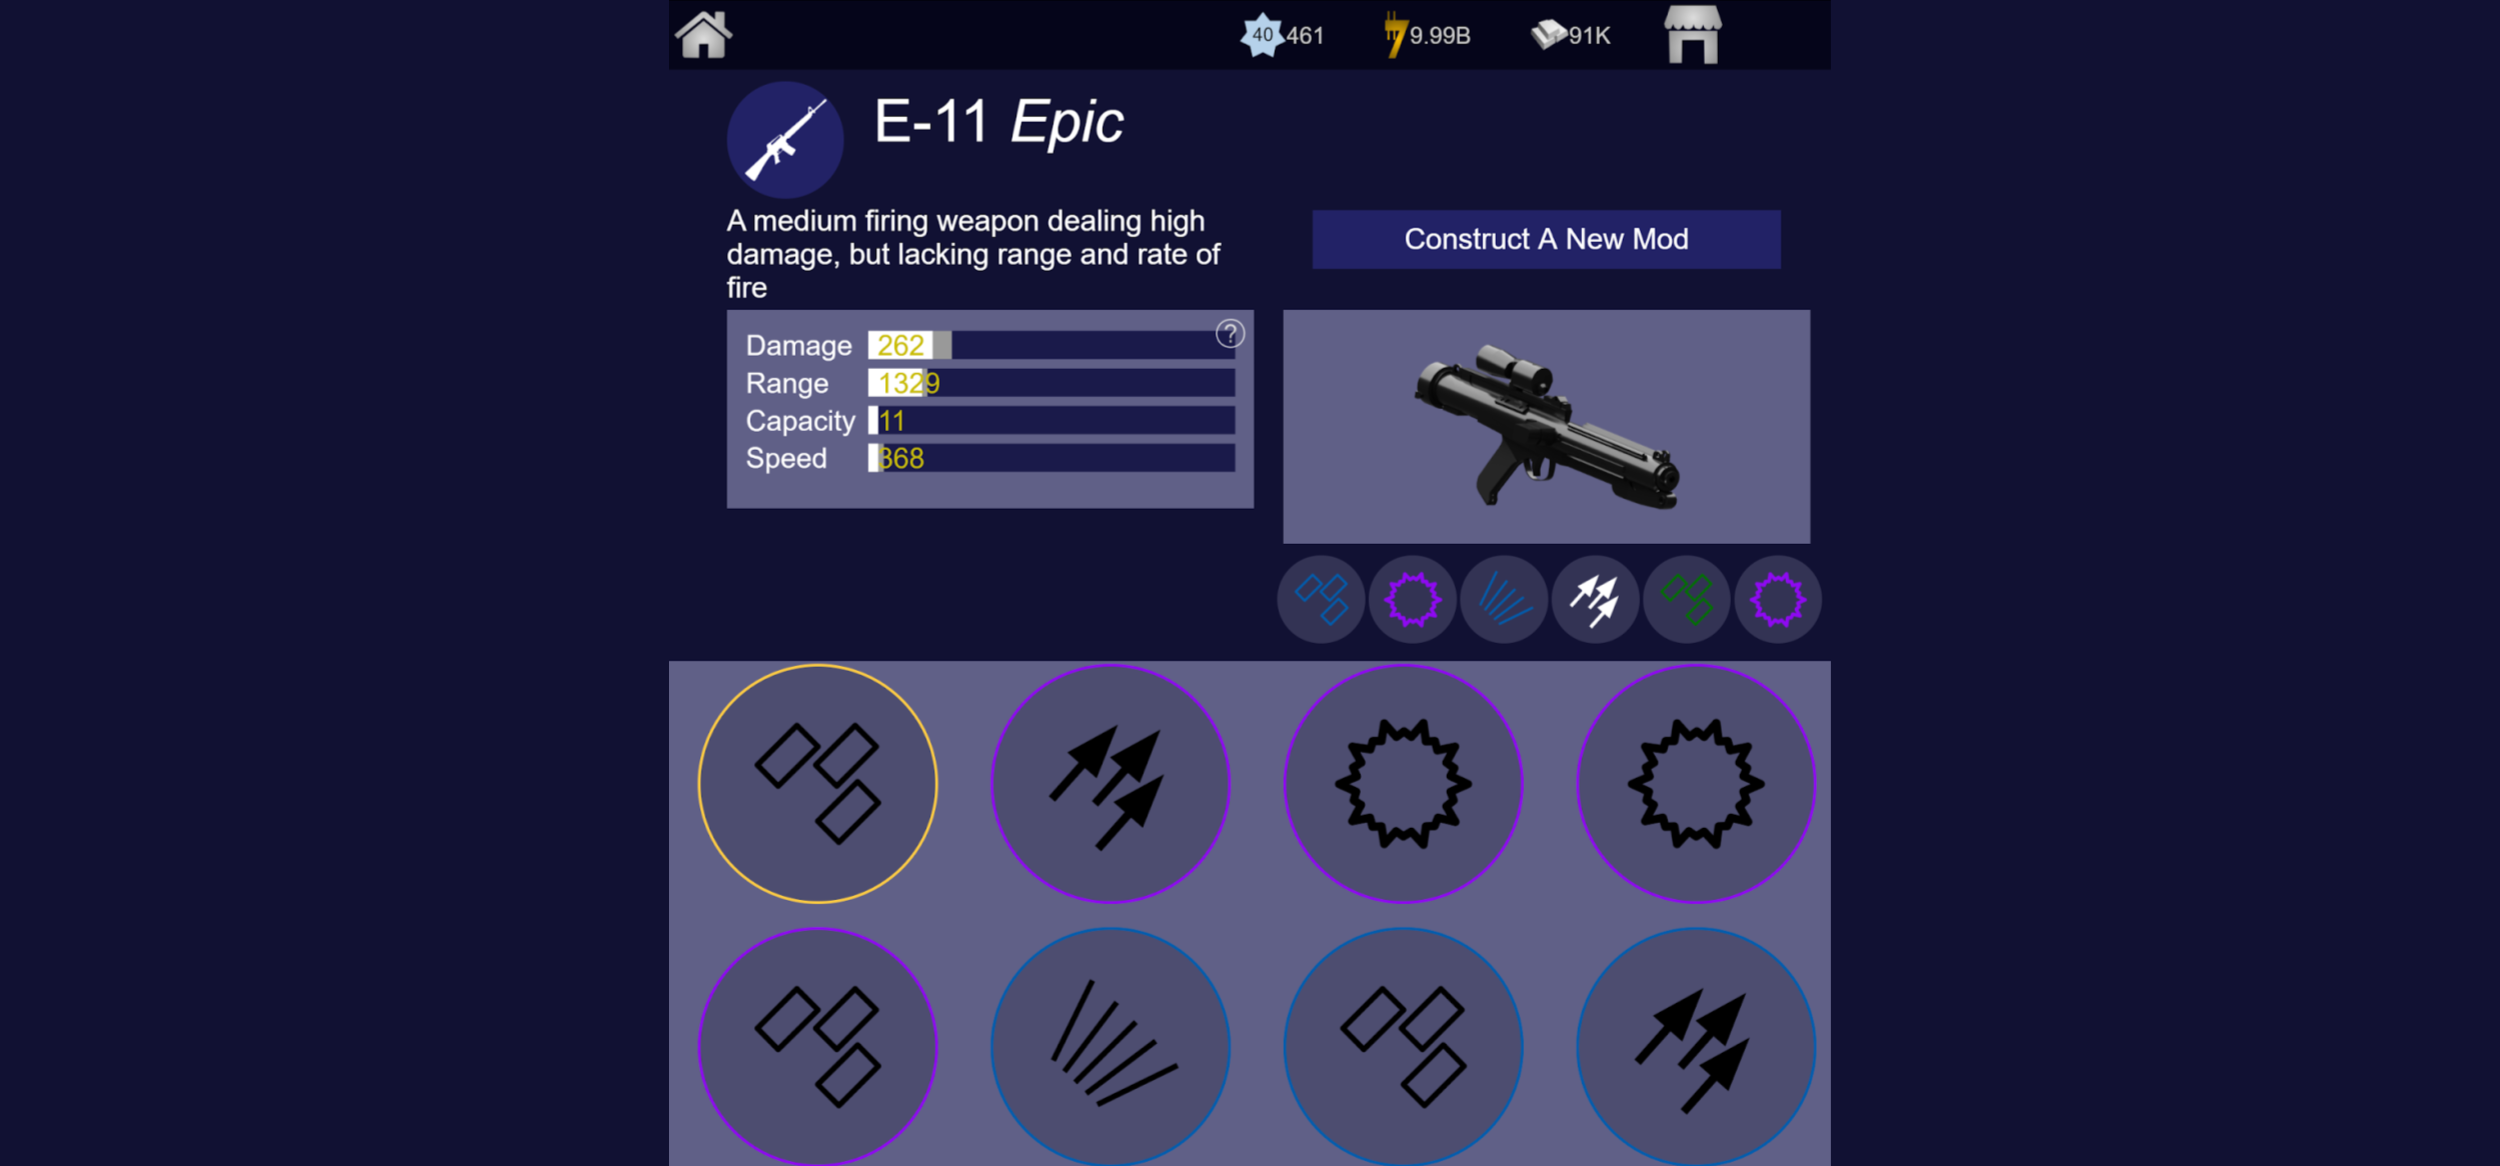 40 461 9.99B 91K
E-11 Epic
A medium firing weapon dealing high
damage, but lacking range and rate of
fire
Construct A New Mod
?
Damage 262
Range 1329
Capacity 11
Speed 368